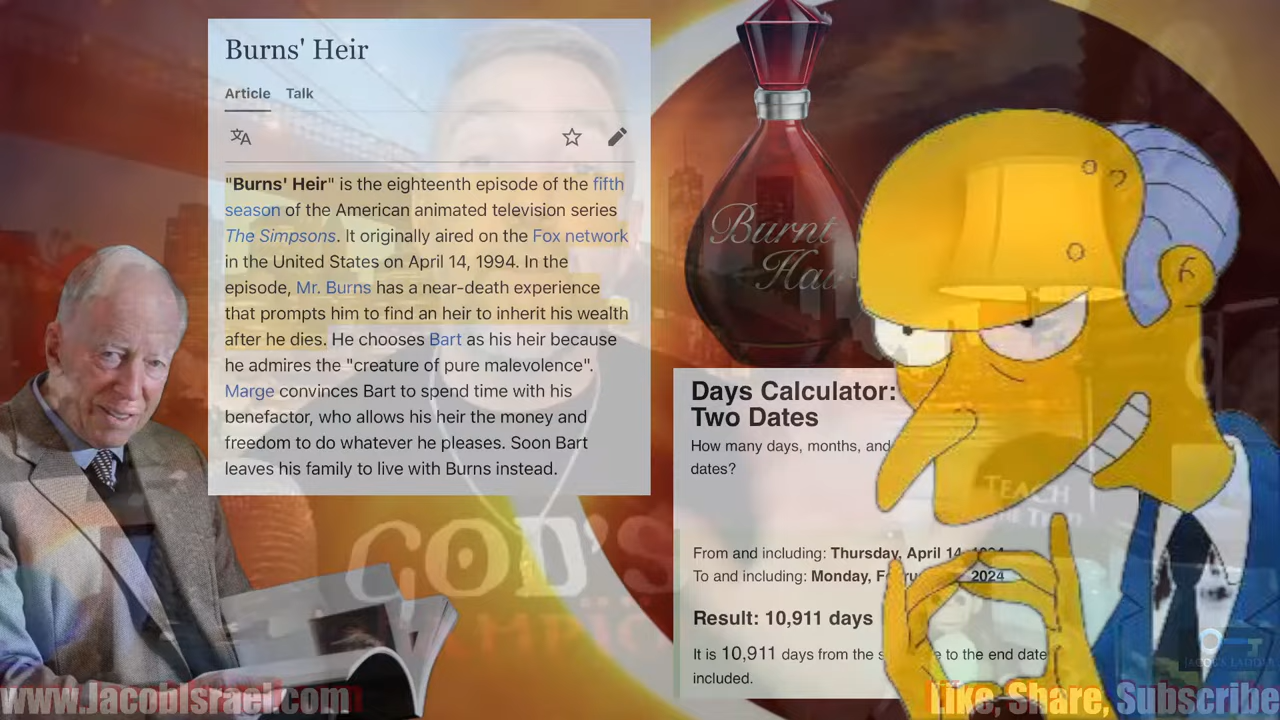 Burns' Heir
Article Talk
"Burns' Heir" is the eighteenth episode of the fifth
season of the American animated television series
The Simpsons. It originally aired on the Fox network
in the United States on April 14, 1994. In the
episode, Mr. Burns has a near-death experience
that prompts him to find an heir to inherit his wealth
after he dies. He chooses Bart as his heir because
he admires the "creature of pure malevolence".
Marge convinces Bart to spend time with his
benefactor, who allows his heir the money and
freedom to do whatever he pleases. Soon Bart
leaves his family to live with Burns instead.
Burnt
Hair
Days Calculator:
Two Dates
How many days, months, and
dates?
From and including: Thursday, April 14, 1994
To and including: Monday, 2024
Result: 10,911 days
It is 10,911 days from the to the end date
included.
TEACH
THE TRUTH
GOD'S
JACOB'S LADDER
www.JacobIsrael.com
Like, Share, Subscribe